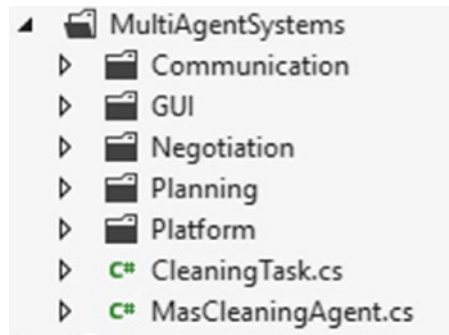 MultiAgentSystems
Communication
GUI
Negotiation
Planning
Platform
C# CleaningTask.cs
C# MasCleaningAgent.cs